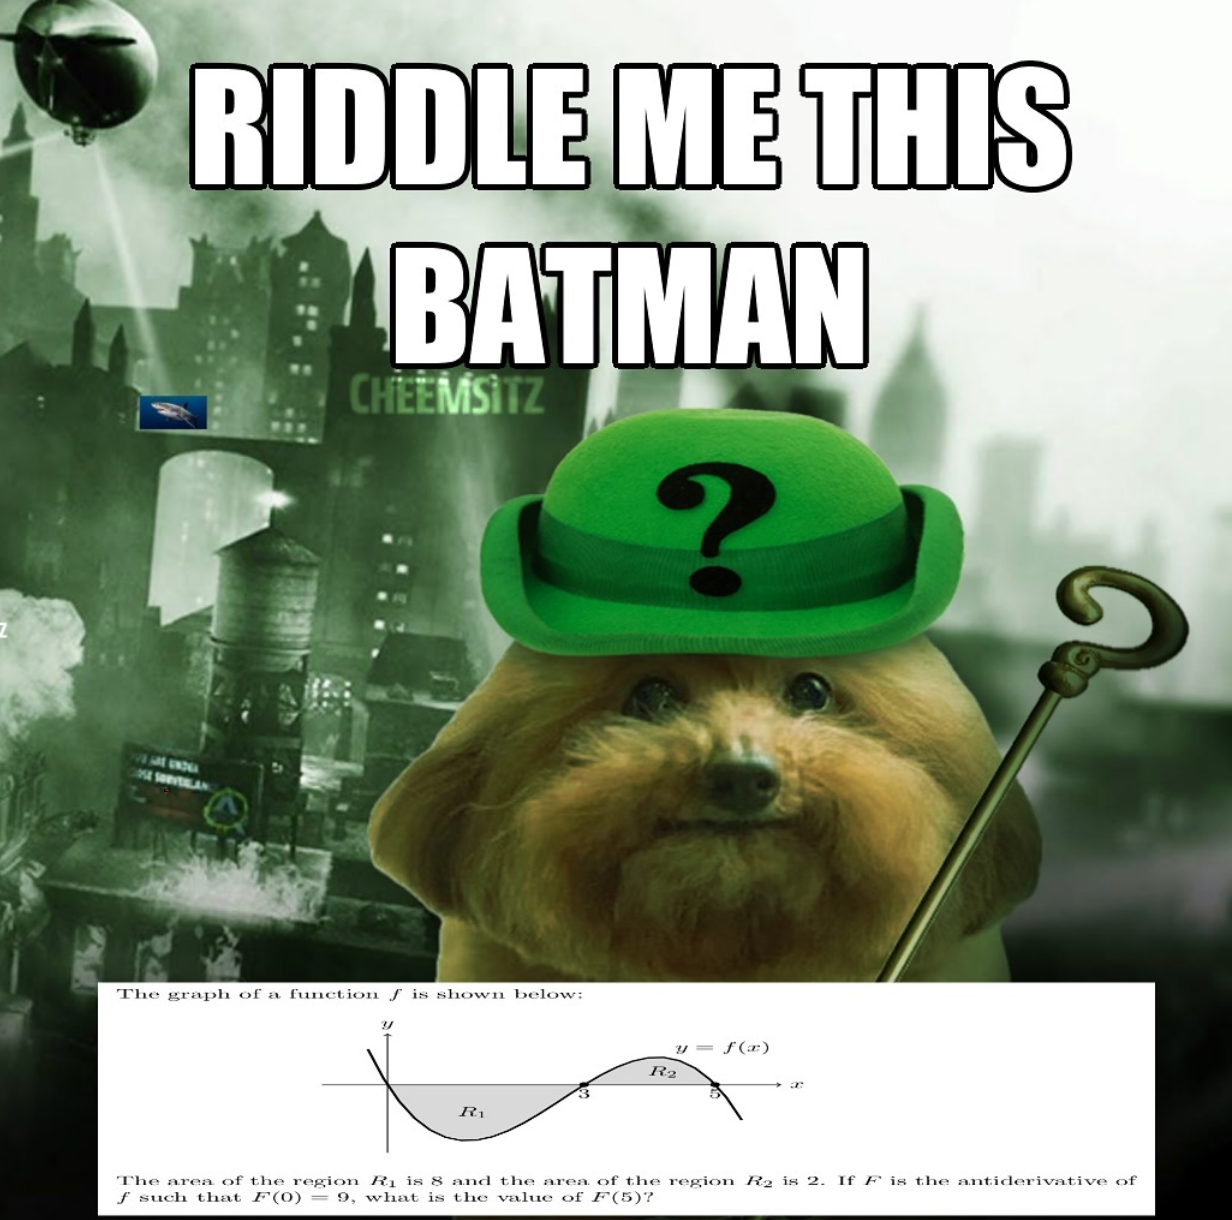 RIDDLE ME THIS
BATMAN
CHEEMSITZ
?
Z
The graph of a function f is shown below:
y
y = f(x)
R₂
x
3
5
R₁
The area of the region R₁ is 8 and the area of the region R₂ is 2. If F is the antiderivative of
f such that F(0) = 9, what is the value of F(5)?